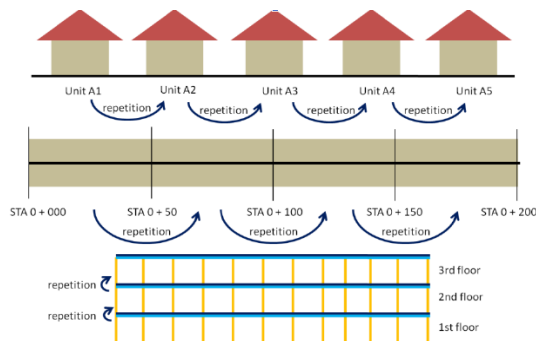 Unit A1 Unit A2 Unit A3 Unit A4 Unit A5
repetition repetition repetition repetition
STA 0 + 000 STA 0 + 50 STA 0 + 100 STA 0 + 150 STA 0 + 200
repetition repetition repetition
3rd floor
repetition
2nd floor
repetition
1st floor